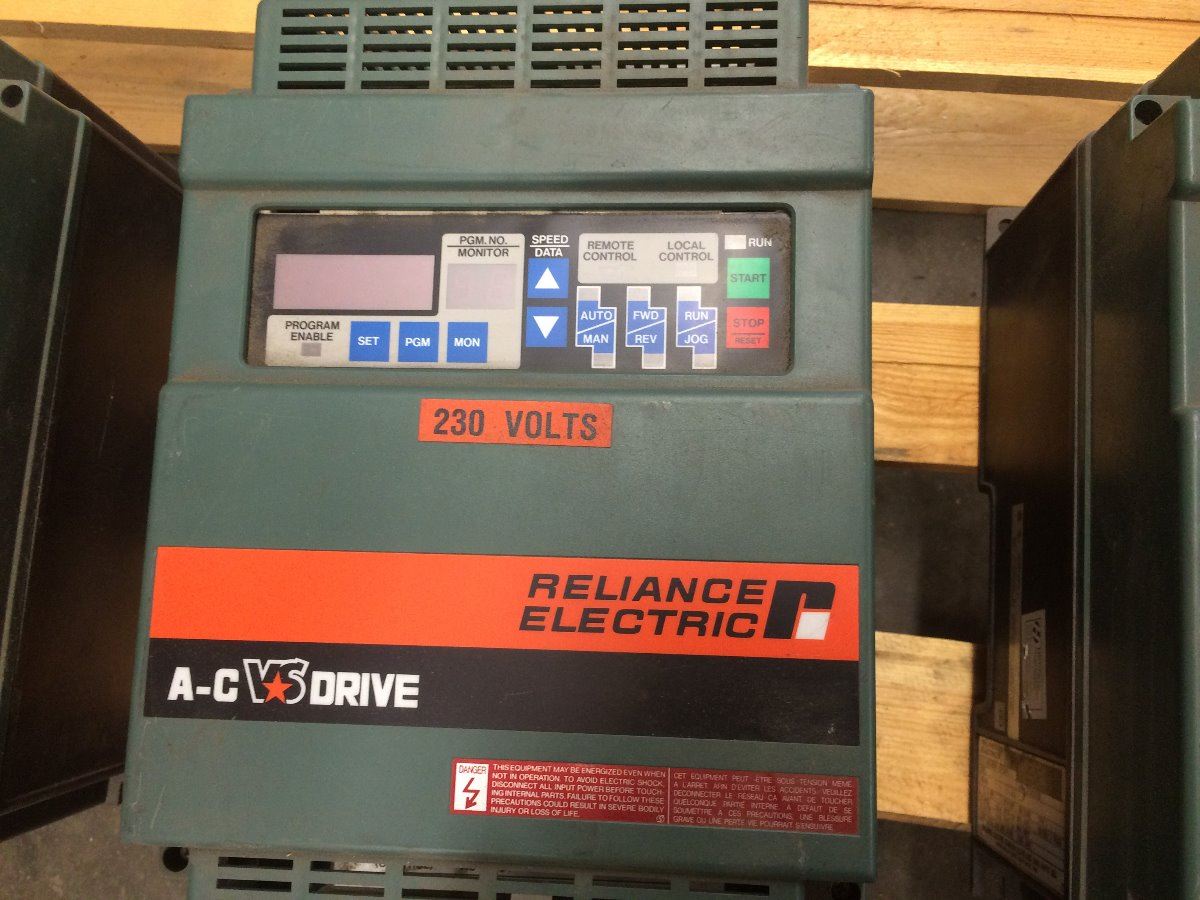 PGM. NO.
MONITOR
SPEED
DATA
REMOTE
CONTROL
LOCAL
CONTROL
RUN
START
AUTO
MAN
FWD
REV
RUN
JOG
STOP
RESET
PROGRAM
ENABLE
SET
PGM
MON
230 VOLTS
RELIANCE
ELECTRIC
A-C VS DRIVE
DANGER
THIS EQUIPMENT MAY BE ENERGIZED EVEN WHEN
NOT IN OPERATION. TO AVOID ELECTRIC SHOCK,
DISCONNECT ALL INPUT POWER BEFORE TOUCH-
ING INTERNAL PARTS. FAILURE TO FOLLOW THESE
PRECAUTIONS COULD RESULT IN SEVERE BODILY
INJURY OR LOSS OF LIFE.
CET EQUIPMENT PEUT -ETRE SOUS TENSION MEME
A L'ARRET. AFIN D'EVITER LES ACCIDENTS: VEUILLEZ
DECONNECTER LE RESEAU CA AVANT DE TOUCHER
QUELCONQUE PARTIE INTERNE. A DEFAUT DE SE
SOUMETTRE A CES PRECAUTIONS, UNE BLESSURE
GRAVE OU UNE PERTE VIE POURRAIT S'ENSUIVRE.